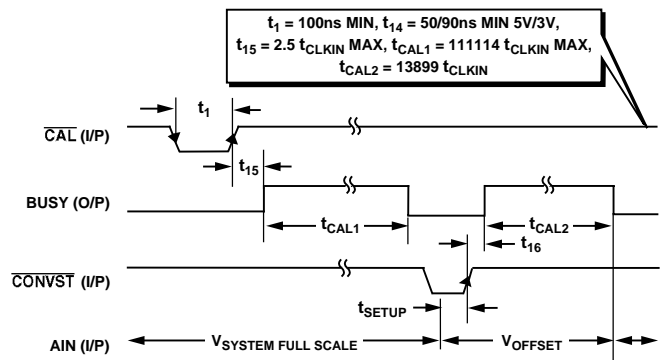 t1 = 100ns MIN, t14 = 50/90ns MIN 5V/3V,
t15 = 2.5 tCLKIN MAX, tCAL1 = 111114 tCLKIN MAX,
tCAL2 = 13899 tCLKIN
t1
CAL (I/P)
t15
BUSY (O/P)
tCAL1
tCAL2
t16
CONVST (I/P)
tSETUP
AIN (I/P)
VSYSTEM FULL SCALE
VOFFSET